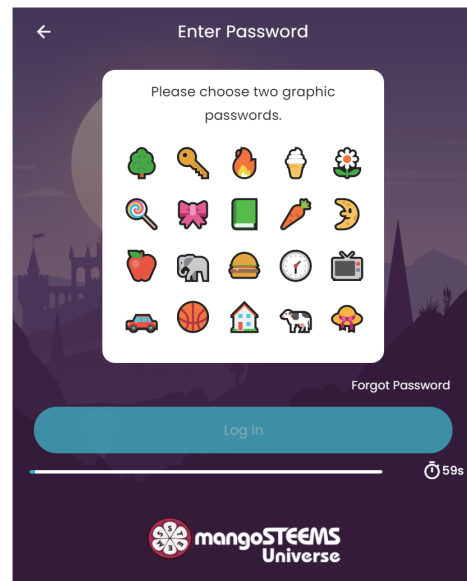 Enter Password
Please choose two graphic
passwords.
Forgot Password
Log In
59s
mangoSTEEMS
Universe